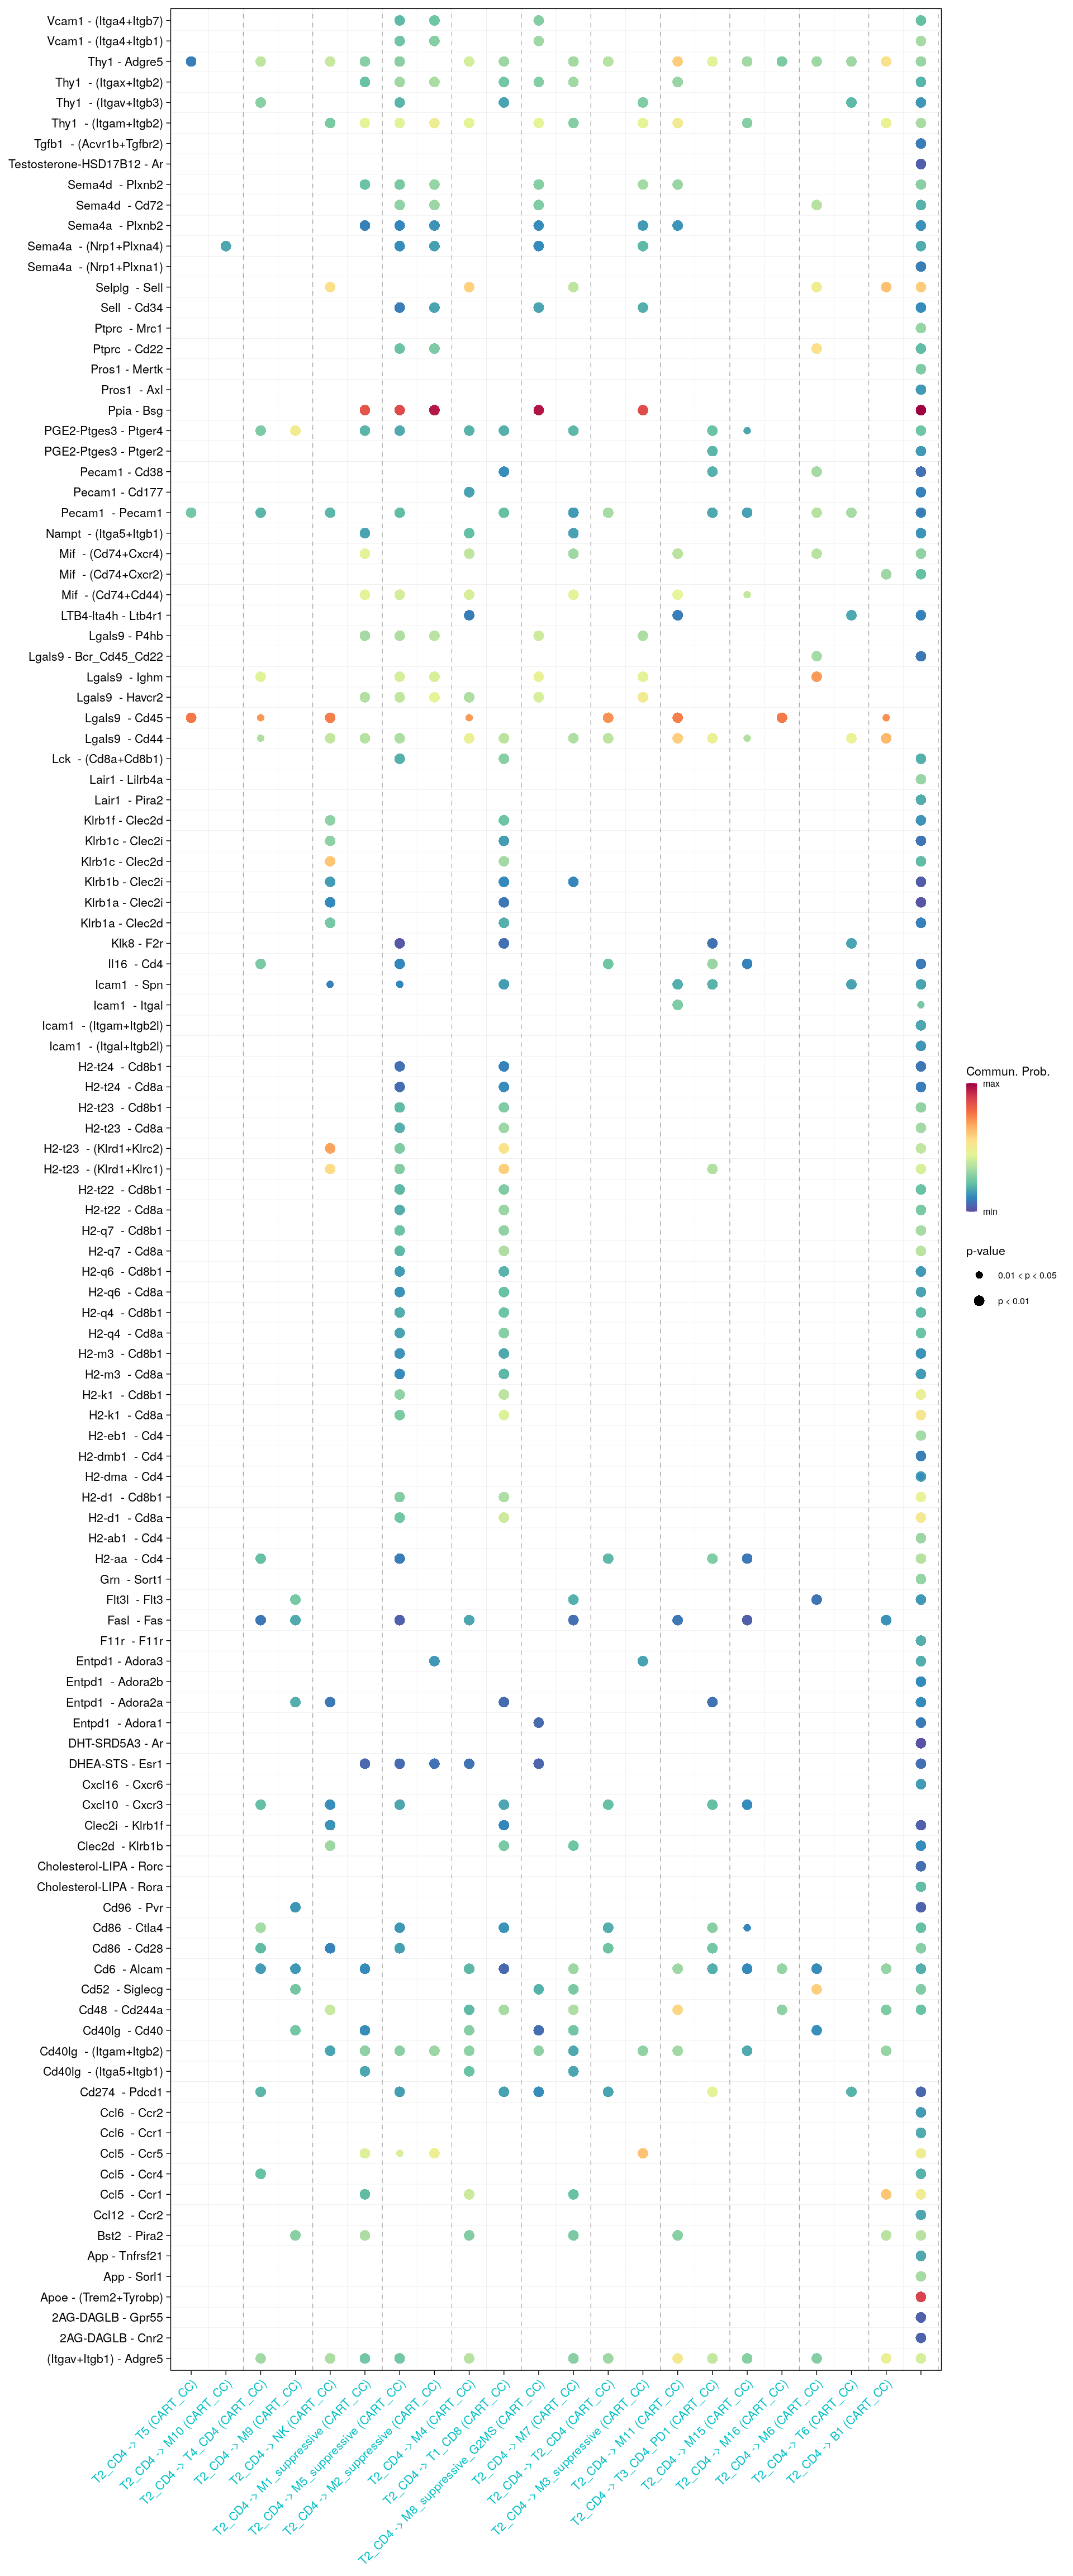 Vcam1 - (Itga4+Itgb7)
Vcam1 - (Itga4+Itgb1)
Thy1 - Adgre5
Thy1 - (Itgax+Itgb2)
Thy1 - (Itgav+Itgb3)
Thy1 - (Itgam+Itgb2)
Tgfb1 - (Acvr1b+Tgfbr2)
Testosterone-HSD17B12 - Ar
Sema4d - Plxnb2
Sema4d - Cd72
Sema4a - Plxnb2
Sema4a - (Nrp1+Plxna4)
Sema4a - (Nrp1+Plxna1)
Selplg - Sell
Sell - Cd34
Ptprc - Mrc1
Ptprc - Cd22
Pros1 - Mertk
Pros1 - Axl
Ppia - Bsg
PGE2-Ptges3 - Ptger4
PGE2-Ptges3 - Ptger2
Pecam1 - Cd38
Pecam1 - Cd177
Pecam1 - Pecam1
Nampt - (Itga5+Itgb1)
Mif - (Cd74+Cxcr4)
Mif - (Cd74+Cxcr2)
Mif - (Cd74+Cd44)
LTB4-lta4h - Ltb4r1
Lgals9 - P4hb
Lgals9 - Bcr_Cd45_Cd22
Lgals9 - Ighm
Lgals9 - Havcr2
Lgals9 - Cd45
Lgals9 - Cd44
Lck - (Cd8a+Cd8b1)
Lair1 - Lilrb4a
Lair1 - Pira2
Klrb1f - Clec2d
Klrb1c - Clec2i
Klrb1c - Clec2d
Klrb1b - Clec2i
Klrb1a - Clec2i
Klrb1a - Clec2d
Klk8 - F2r
Il16 - Cd4
Icam1 - Spn
Icam1 - Itgal
Icam1 - (Itgam+Itgb2l)
Icam1 - (Itgal+Itgb2l)
H2-t24 - Cd8b1
H2-t24 - Cd8a
H2-t23 - Cd8b1
H2-t23 - Cd8a
H2-t23 - (Klrd1+Klrc2)
H2-t23 - (Klrd1+Klrc1)
H2-t22 - Cd8b1
H2-t22 - Cd8a
H2-q7 - Cd8b1
H2-q7 - Cd8a
H2-q6 - Cd8b1
H2-q6 - Cd8a
H2-q4 - Cd8b1
H2-q4 - Cd8a
H2-m3 - Cd8b1
H2-m3 - Cd8a
H2-k1 - Cd8b1
H2-k1 - Cd8a
H2-eb1 - Cd4
H2-dmb1 - Cd4
H2-dma - Cd4
H2-d1 - Cd8b1
H2-d1 - Cd8a
H2-ab1 - Cd4
H2-aa - Cd4
Grn - Sort1
Flt3l - Flt3
Fasl - Fas
F11r - F11r
Entpd1 - Adora3
Entpd1 - Adora2b
Entpd1 - Adora2a
Entpd1 - Adora1
DHT-SRD5A3 - Ar
DHEA-STS - Esr1
Cxcl16 - Cxcr6
Cxcl10 - Cxcr3
Clec2i - Klrb1f
Clec2d - Klrb1b
Cholesterol-LIPA - Rorc
Cholesterol-LIPA - Rora
Cd96 - Pvr
Cd86 - Ctla4
Cd86 - Cd28
Cd6 - Alcam
Cd52 - Siglecg
Cd48 - Cd244a
Cd40lg - Cd40
Cd40lg - (Itgam+Itgb2)
Cd40lg - (Itga5+Itgb1)
Cd274 - Pdcd1
Ccl6 - Ccr2
Ccl6 - Ccr1
Ccl5 - Ccr5
Ccl5 - Ccr4
Ccl5 - Ccr1
Ccl12 - Ccr2
Bst2 - Pira2
App - Tnfrsf21
App - Sorl1
Apoe - (Trem2+Tyrobp)
2AG-DAGLB - Gpr55
2AG-DAGLB - Cnr2
(Itgav+Itgb1) - Adgre5
T2_CD4 -> T5 (CART_CC)
T2_CD4 -> M10 (CART_CC)
T2_CD4 -> T4_CD4 (CART_CC)
T2_CD4 -> M9 (CART_CC)
T2_CD4 -> NK (CART_CC)
T2_CD4 -> M1_suppressive (CART_CC)
T2_CD4 -> M5_suppressive (CART_CC)
T2_CD4 -> M2_suppressive (CART_CC)
T2_CD4 -> M4 (CART_CC)
T2_CD4 -> T1_CD8 (CART_CC)
T2_CD4 -> M8_suppressive_G2MS (CART_CC)
T2_CD4 -> M7 (CART_CC)
T2_CD4 -> T2_CD4 (CART_CC)
T2_CD4 -> M3_suppressive (CART_CC)
T2_CD4 -> M11 (CART_CC)
T2_CD4 -> T3_CD4_PD1 (CART_CC)
T2_CD4 -> M15 (CART_CC)
T2_CD4 -> M16 (CART_CC)
T2_CD4 -> M6 (CART_CC)
T2_CD4 -> T6 (CART_CC)
T2_CD4 -> B1 (CART_CC)
Commun. Prob.
max
min
p-value
0.01 < p < 0.05
p < 0.01